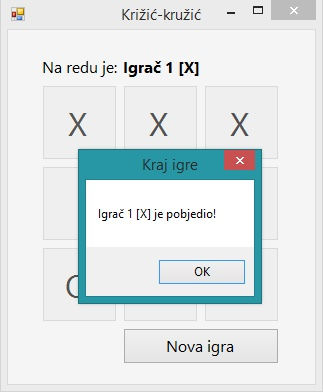 Križić-kružić
Na redu je: Igrač 1 [X]
X X X
Kraj igre
Igrač 1 [X] je pobjedio!
OK
Nova igra